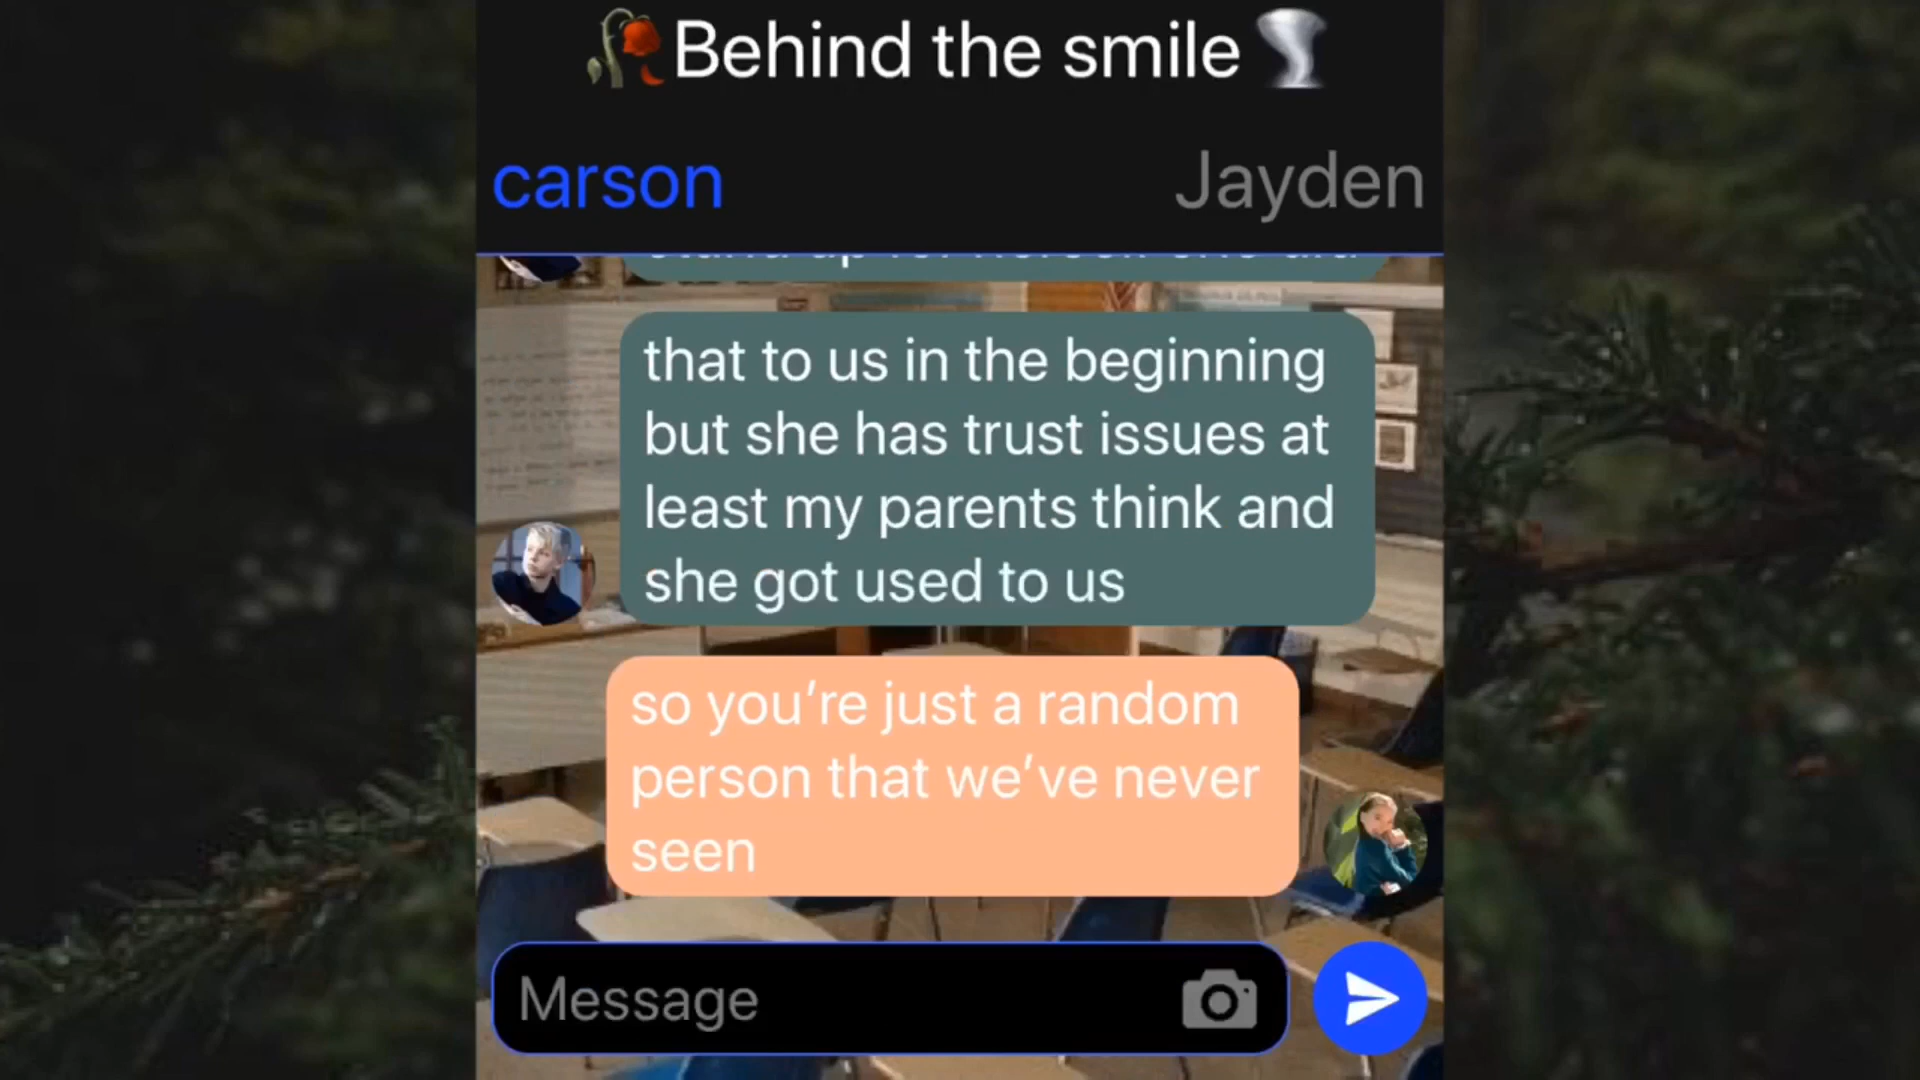 🥀Behind the smile🌪
carson
Jayden
that to us in the beginning
but she has trust issues at
least my parents think and
she got used to us
so you’re just a random
person that we’ve never
seen
Message